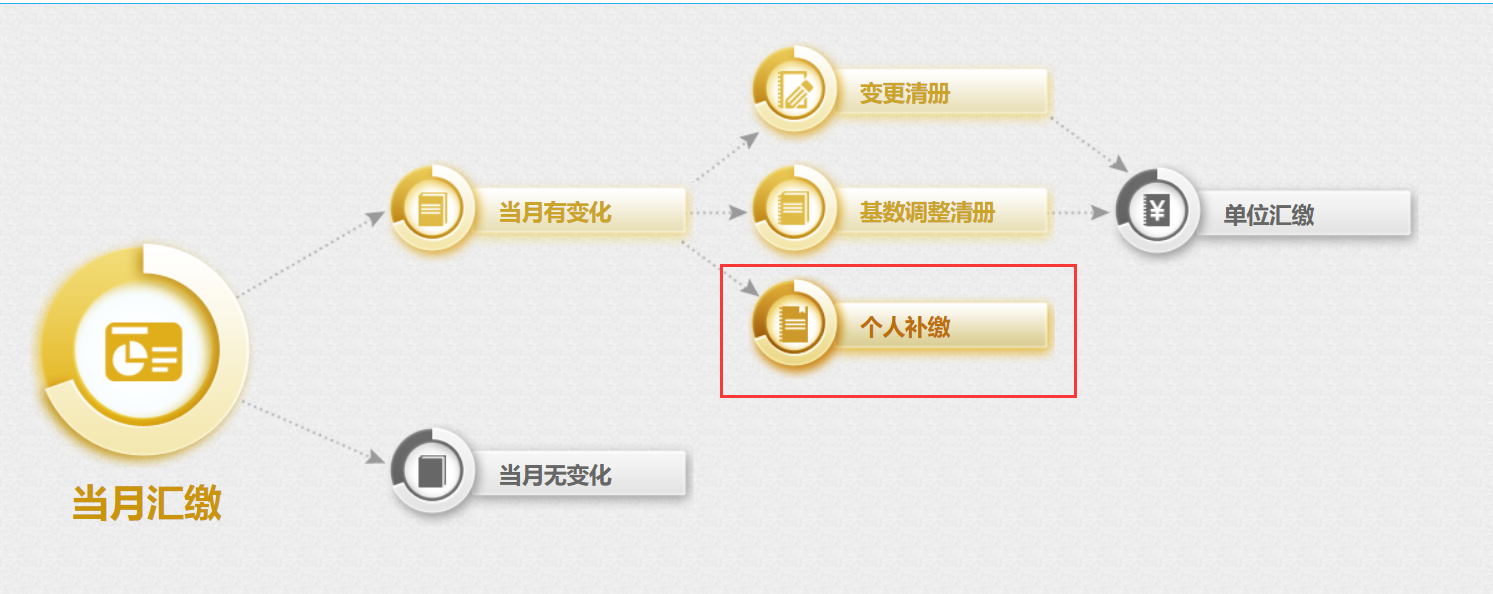 变更清册
当月有变化
基数调整清册
单位汇缴
个人补缴
当月无变化
当月汇缴